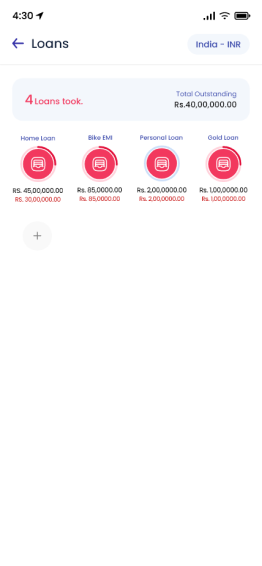 4:30
Loans
India - INR
4 Loans took.
Total Outstanding
Rs.40,00,000.00
Home Loan
Bike EMI
Personal Loan
Gold Loan
RS. 45,00,000.00
Rs. 85,0000.00
Rs. 2,00,0000.00
Rs. 1,00,0000.00
RS. 30,00,000.00
Rs. 85,0000.00
Rs. 2,00,0000.00
Rs. 1,00,0000.00
+